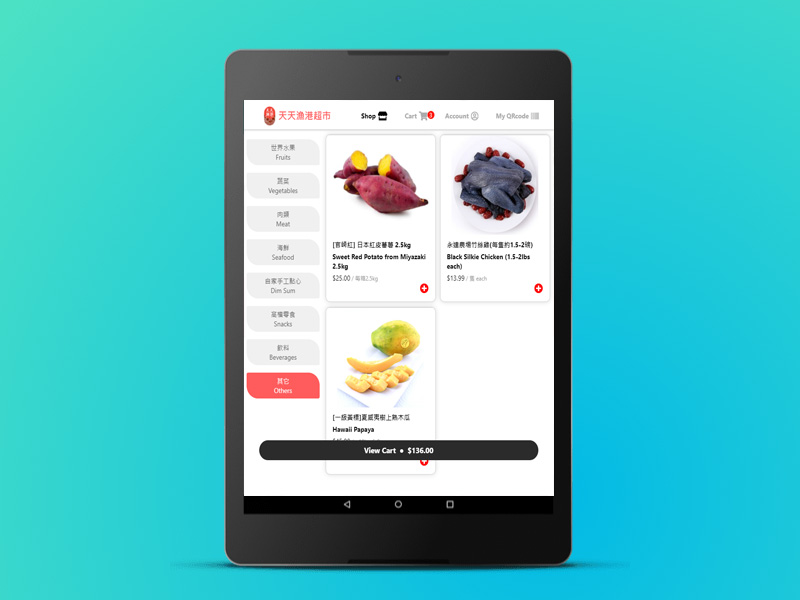 天天漁港超市
Shop
Cart
3
Account
My QRcode
世界水果
Fruits
蔬菜
Vegetables
肉類
Meat
海鮮
Seafood
自家手工點心
Dim Sum
星檔零食
Snacks
飲料
Beverages
其它
Others
[宮崎紅] 日本紅皮蕃薯 2.5kg
Sweet Red Potato from Miyazaki
2.5kg
$25.00 / 每箱2.5kg
永達農場竹絲雞(每隻約1.5-2磅)
Black Silkie Chicken (1.5-2lbs
each)
$13.99 / 隻 each
[一級黃標]夏威夷樹上熟木瓜
Hawaii Papaya
View Cart • $136.00